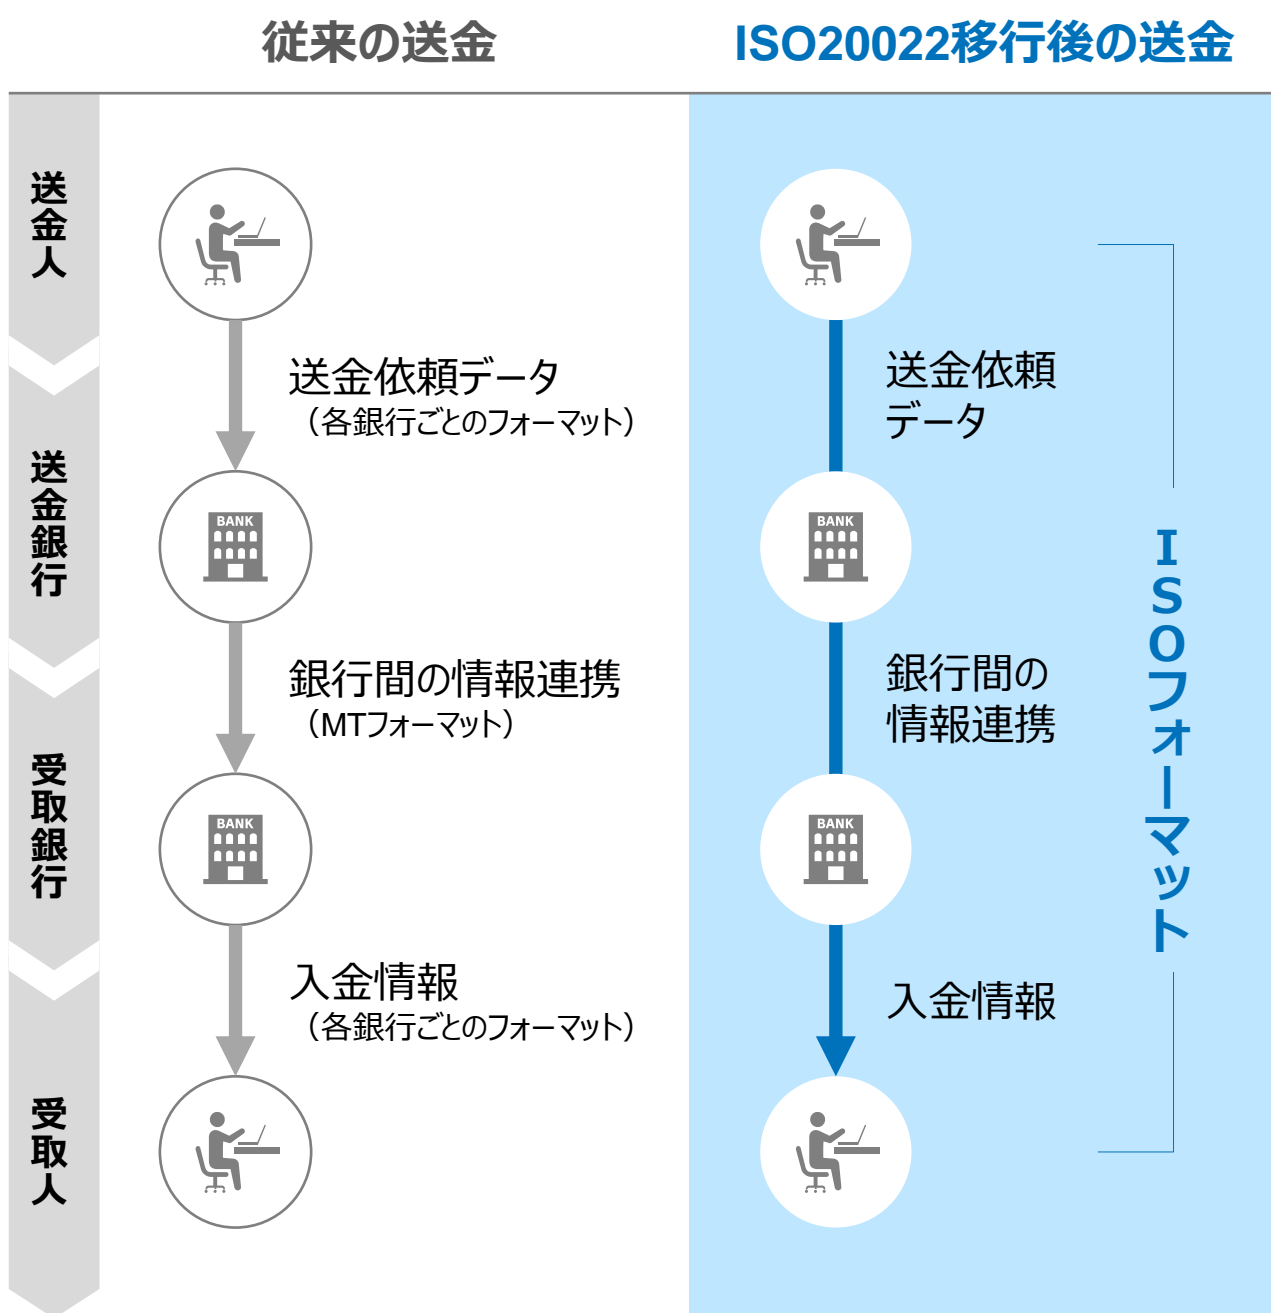 従来の送金
ISO20022移行後の送金
送金人
送金依頼データ
（各銀行ごとのフォーマット）
送金依頼
データ
送金銀行
BANK
BANK
銀行間の情報連携
（MTフォーマット）
銀行間の
情報連携
受取銀行
BANK
BANK
入金情報
（各銀行ごとのフォーマット）
入金情報
受取人
ISOフォーマット